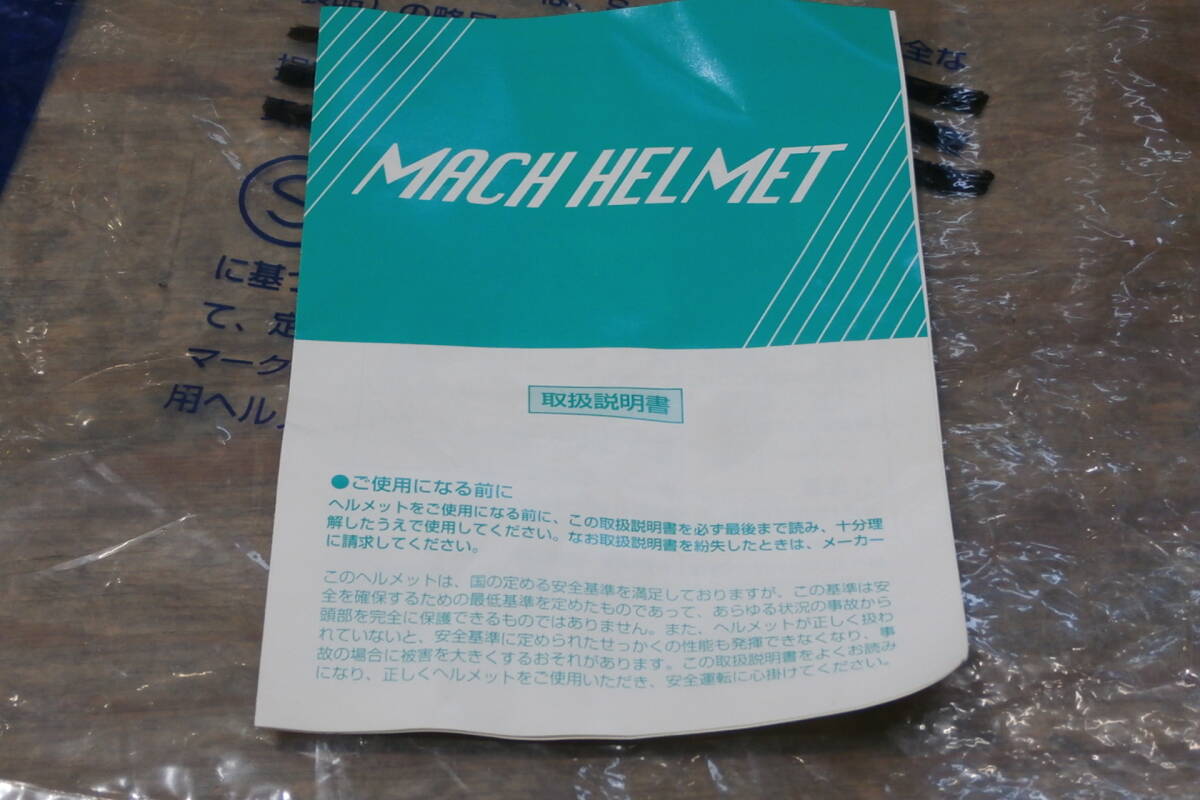 は、S
全な
S
に基づ
て、定
マーク
用ヘル
MACH HELMET
取扱説明書
●ご使用になる前に
ヘルメットをご使用になる前に、この取扱説明書を必ず最後まで読み、十分理
解したうえで使用してください。なお取扱説明書を紛失したときは、メーカー
に請求してください。
このヘルメットは、国の定める安全基準を満足しておりますが、この基準は安
全を確保するための最低基準を定めたものであって、あらゆる状況の事故から
頭部を完全に保護できるものではありません。また、ヘルメットが正しく扱わ
れていないと、安全基準に定められたせっかくの性能も発揮できなくなり、事
故の場合に被害を大きくするおそれがあります。この取扱説明書をよくお読み
になり、正しくヘルメットをご使用いただき、安全運転に心掛けてください。